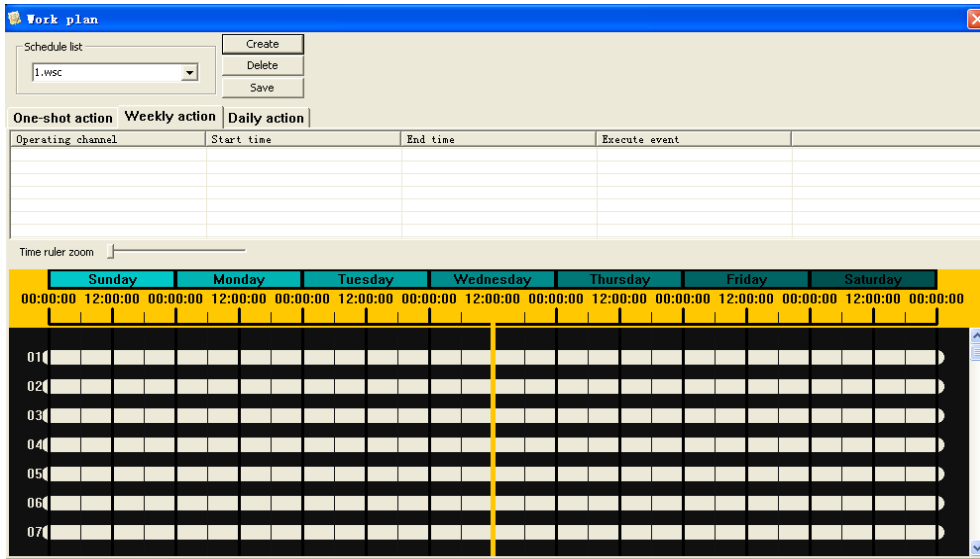 Work plan
Schedule list
1.wsc
Create
Delete
Save
One-shot action Weekly action Daily action
Operating channel Start time End time Execute event
Time ruler zoom
Sunday Monday Tuesday Wednesday Thursday Friday Saturday
00:00:00 12:00:00 00:00:00 12:00:00 00:00:00 12:00:00 00:00:00 12:00:00 00:00:00 12:00:00 00:00:00 12:00:00 00:00:00 12:00:00 00:00:00
01
02
03
04
05
06
07